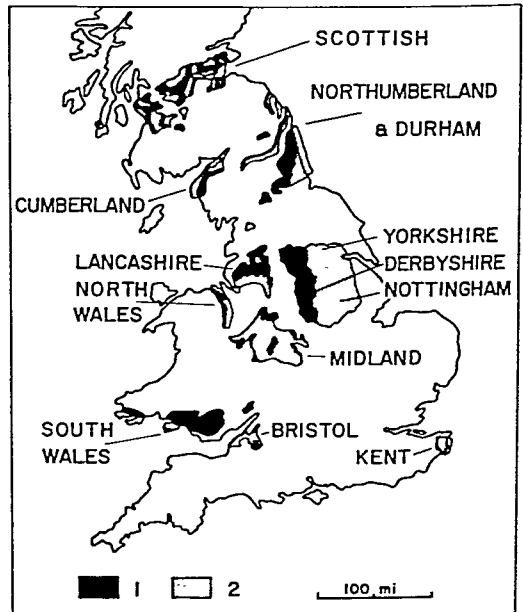 SCOTTISH
NORTHUMBERLAND
a DURHAM
CUMBERLAND
YORKSHIRE
LANCASHIRE
DERBYSHIRE
NORTH
WALES
NOTTINGHAM
MIDLAND
SOUTH
WALES
BRISTOL
KENT
1
2
100 mi